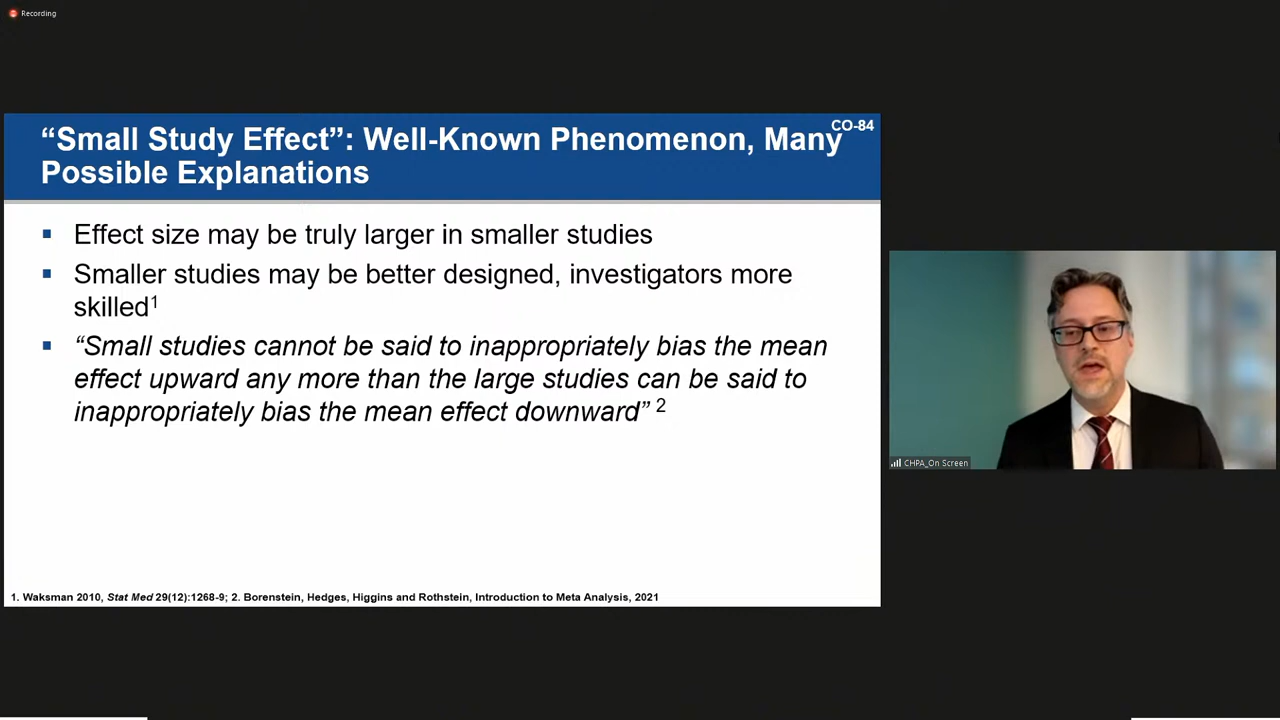 Recording
CO-84
“Small Study Effect”: Well-Known Phenomenon, Many
Possible Explanations
▪ Effect size may be truly larger in smaller studies
▪ Smaller studies may be better designed, investigators more
skilled1
▪ “Small studies cannot be said to inappropriately bias the mean
effect upward any more than the large studies can be said to
inappropriately bias the mean effect downward” 2
1. Waksman 2010, Stat Med 29(12):1268-9; 2. Borenstein, Hedges, Higgins and Rothstein, Introduction to Meta Analysis, 2021
CHPA_On Screen